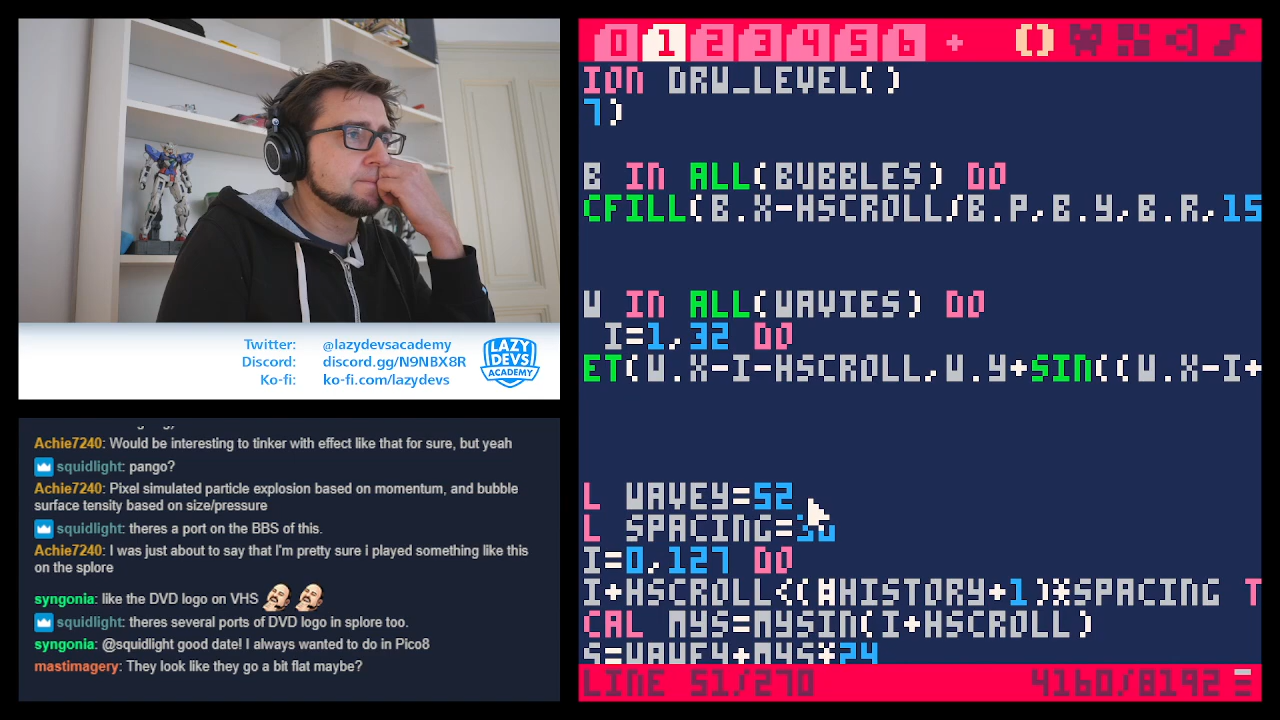 Twitter: @lazydevsacademy
Discord: discord.gg/N9NBX8R
Ko-fi: ko-fi.com/lazydevs
LAZY
DEVS
ACADEMY
Achie7240: Would be interesting to tinker with effect like that for sure, but yeah
squidlight: pango?
Achie7240: Pixel simulated particle explosion based on momentum, and bubble
surface tensity based on size/pressure
squidlight: theres a port on the BBS of this.
Achie7240: I was just about to say that I'm pretty sure i played something like this
on the splore
syngonia: like the DVD logo on VHS
squidlight: theres several ports of DVD logo in splore too.
syngonia: @squidlight good date! I always wanted to do in Pico8
mastimagery: They look like they go a bit flat maybe?
0 1 2 3 4 5 6 +
ION DRW_LEVEL()
7)
B IN ALL(BUBBLES) DO
CFILL(B.X-HSCROLL/B.P,B.Y,B.R,15
W IN ALL(WAVIES) DO
I=1,32 DO
ET(W.X-I-HSCROLL,W.Y+SIN((W.X-I+
L WAVEY=52
L SPACING=
I=0,127 DO
I+HSCROLL<((#HISTORY+1)*SPACING T
CAL MYS=MYSIN(I+HSCROLL)
S=WAVEY+MYS*24
LINE 51/270
4160/8192